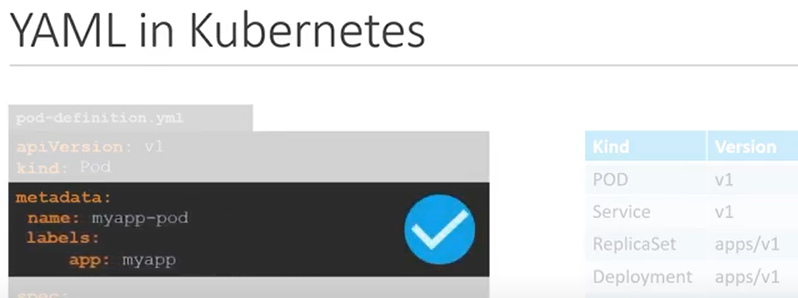 YAML in Kubernetes
pod-definition.yml
apiVersion: v1
kind: Pod
metadata:
name: myapp-pod
labels:
app: myapp
spec:
Kind Version
POD v1
Service v1
ReplicaSet apps/v1
Deployment apps/v1